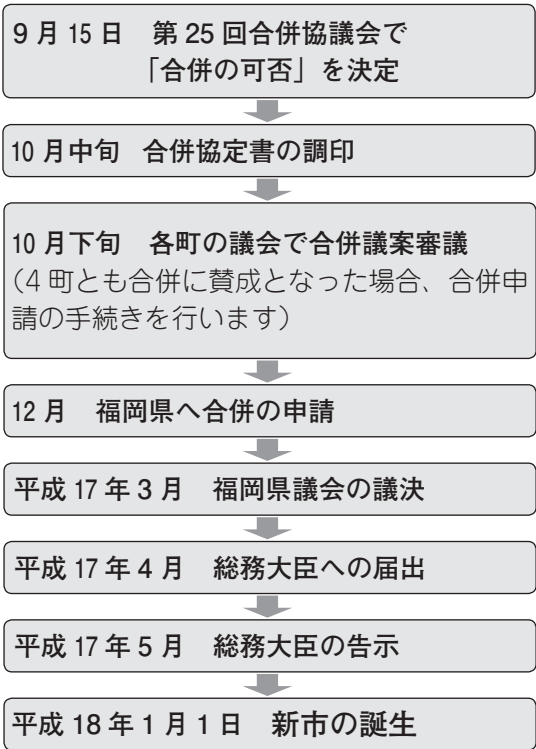 9月15日　第25回合併協議会で
「合併の可否」を決定
10月中旬　合併協定書の調印
10月下旬　各町の議会で合併議案審議
（4町とも合併に賛成となった場合、合併申
請の手続きを行います）
12月　福岡県へ合併の申請
平成17年3月　福岡県議会の議決
平成17年4月　総務大臣への届出
平成17年5月　総務大臣の告示
平成18年1月1日　新市の誕生